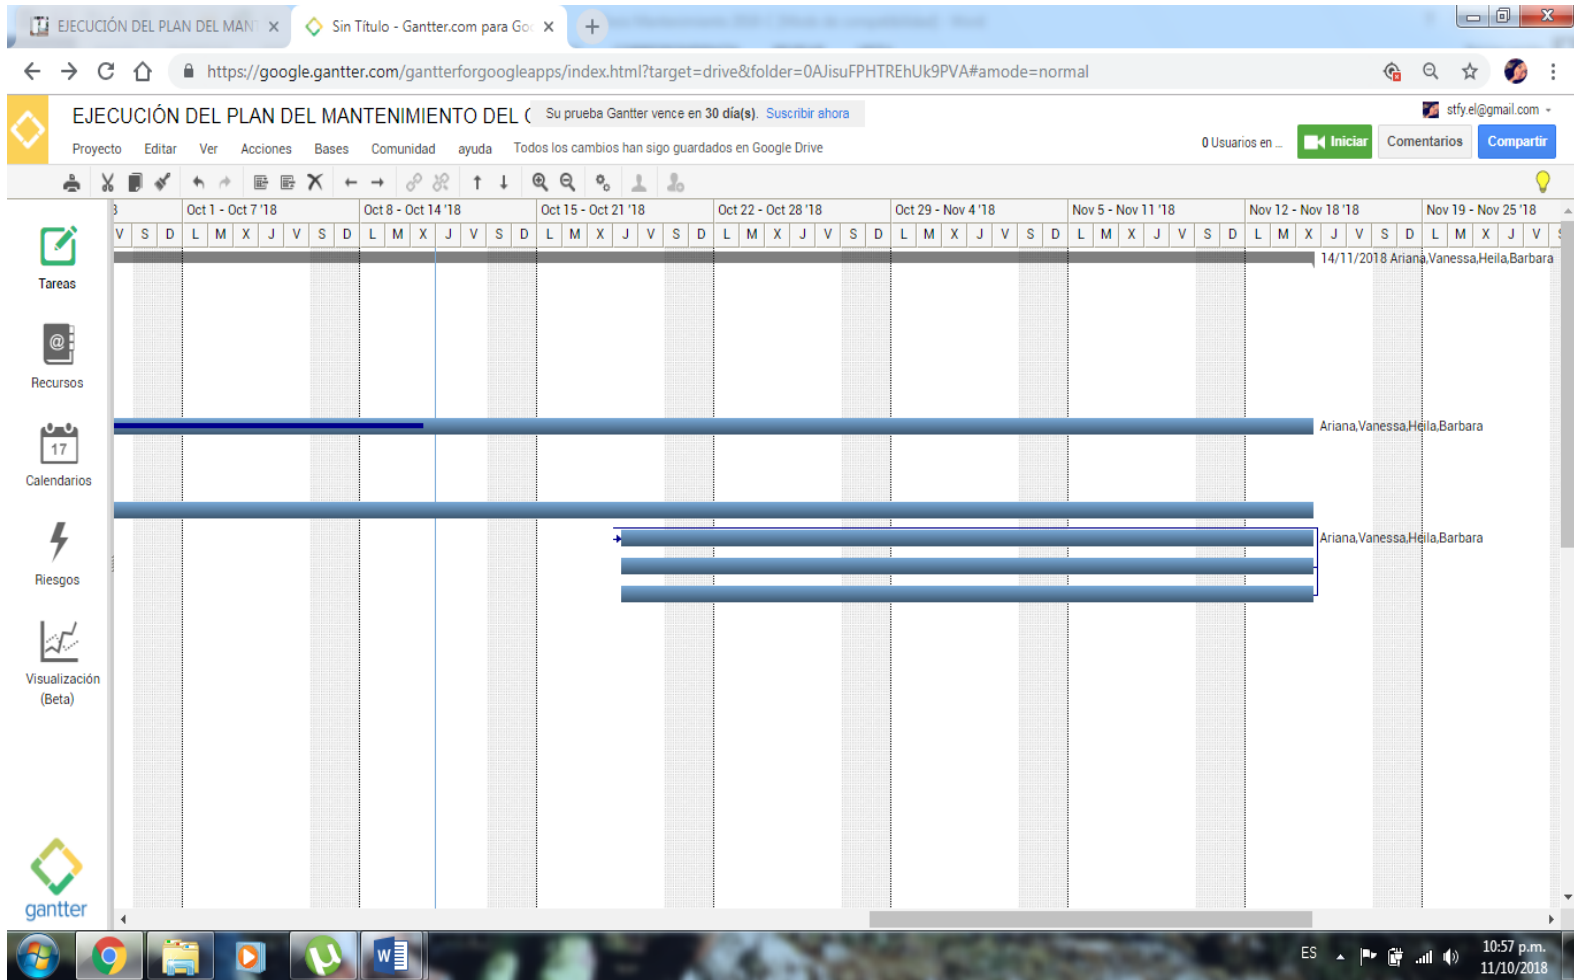 EJECUCIÓN DEL PLAN DEL MANT
Sin Título - Gantter.com para Goo
https://google.gantter.com/gantterforgoogleapps/index.html?target=drive&folder=0AJisuFPHTREhUk9PVA#amode=normal
EJECUCIÓN DEL PLAN DEL MANTENIMIENTO DEL C
Su prueba Gantter vence en 30 día(s). Suscribir ahora
stfy.el@gmail.com
Proyecto Editar Ver Acciones Bases Comunidad ayuda Todos los cambios han sigo guardados en Google Drive
0 Usuarios en ... Iniciar Comentarios Compartir
Oct 1 - Oct 7 '18 Oct 8 - Oct 14 '18 Oct 15 - Oct 21 '18 Oct 22 - Oct 28 '18 Oct 29 - Nov 4 '18 Nov 5 - Nov 11 '18 Nov 12 - Nov 18 '18 Nov 19 - Nov 25 '18
V S D L M X J V S D L M X J V S D L M X J V S D L M X J V S D L M X J V S D L M X J V S D L M X J V S D L M X J V
14/11/2018 Ariana,Vanessa,Heila,Barbara
Tareas
@
Recursos
Ariana,Vanessa,Heila,Barbara
17
Calendarios
Ariana,Vanessa,Heila,Barbara
Riesgos
Visualización
(Beta)
gantter
ES
10:57 p.m.
11/10/2018